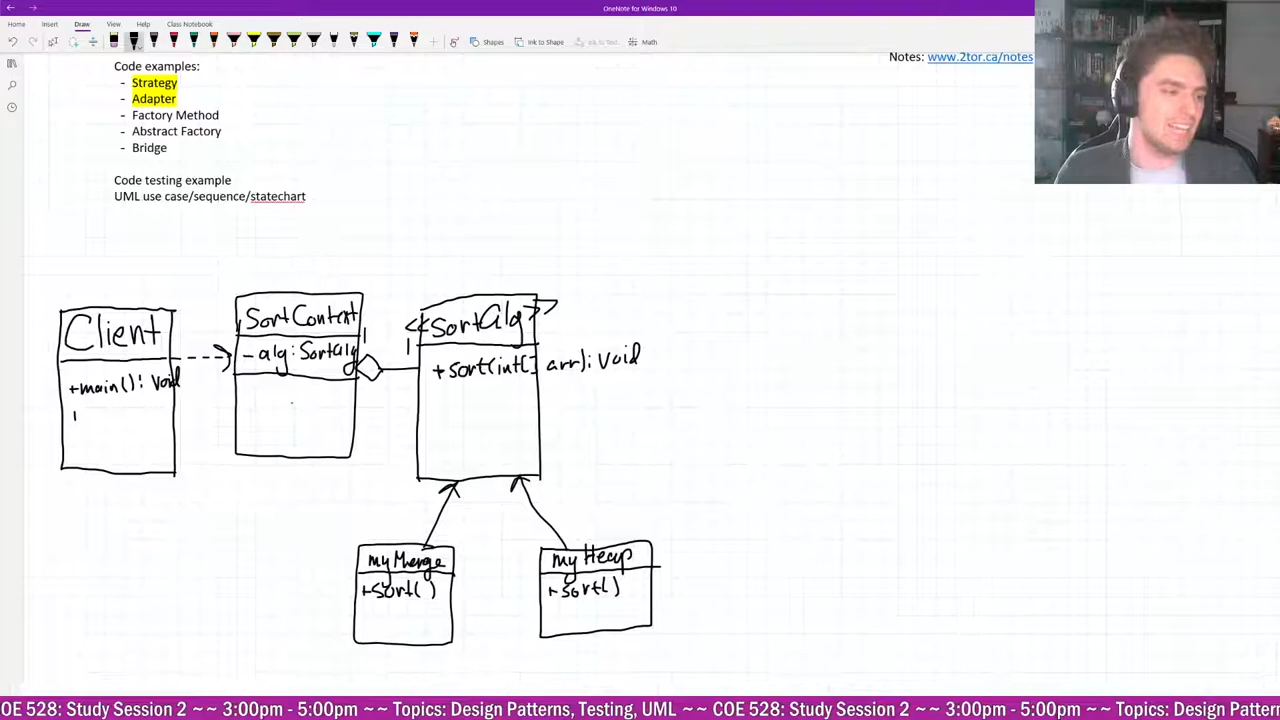 OneNote for Windows 10
Home Insert Draw View Help Class Notebook
Shapes Ink to Shape Ink to Text Math
Notes: www.2tor.ca/notes
Code examples:
- Strategy
- Adapter
- Factory Method
- Abstract Factory
- Bridge
Code testing example
UML use case/sequence/statechart
Client
+main(): void
SortContext
- alg: SortAlg
1
1
<<SortAlg>>
+sort(int[] arr): void
myMerge
+sort()
myHeap
+sort()
COE 528: Study Session 2 ~~ 3:00pm - 5:00pm ~~ Topics: Design Patterns, Testing, UML ~~ COE 528: Study Session 2 ~~ 3:00pm - 5:00pm ~~ Topics: Design Pattern